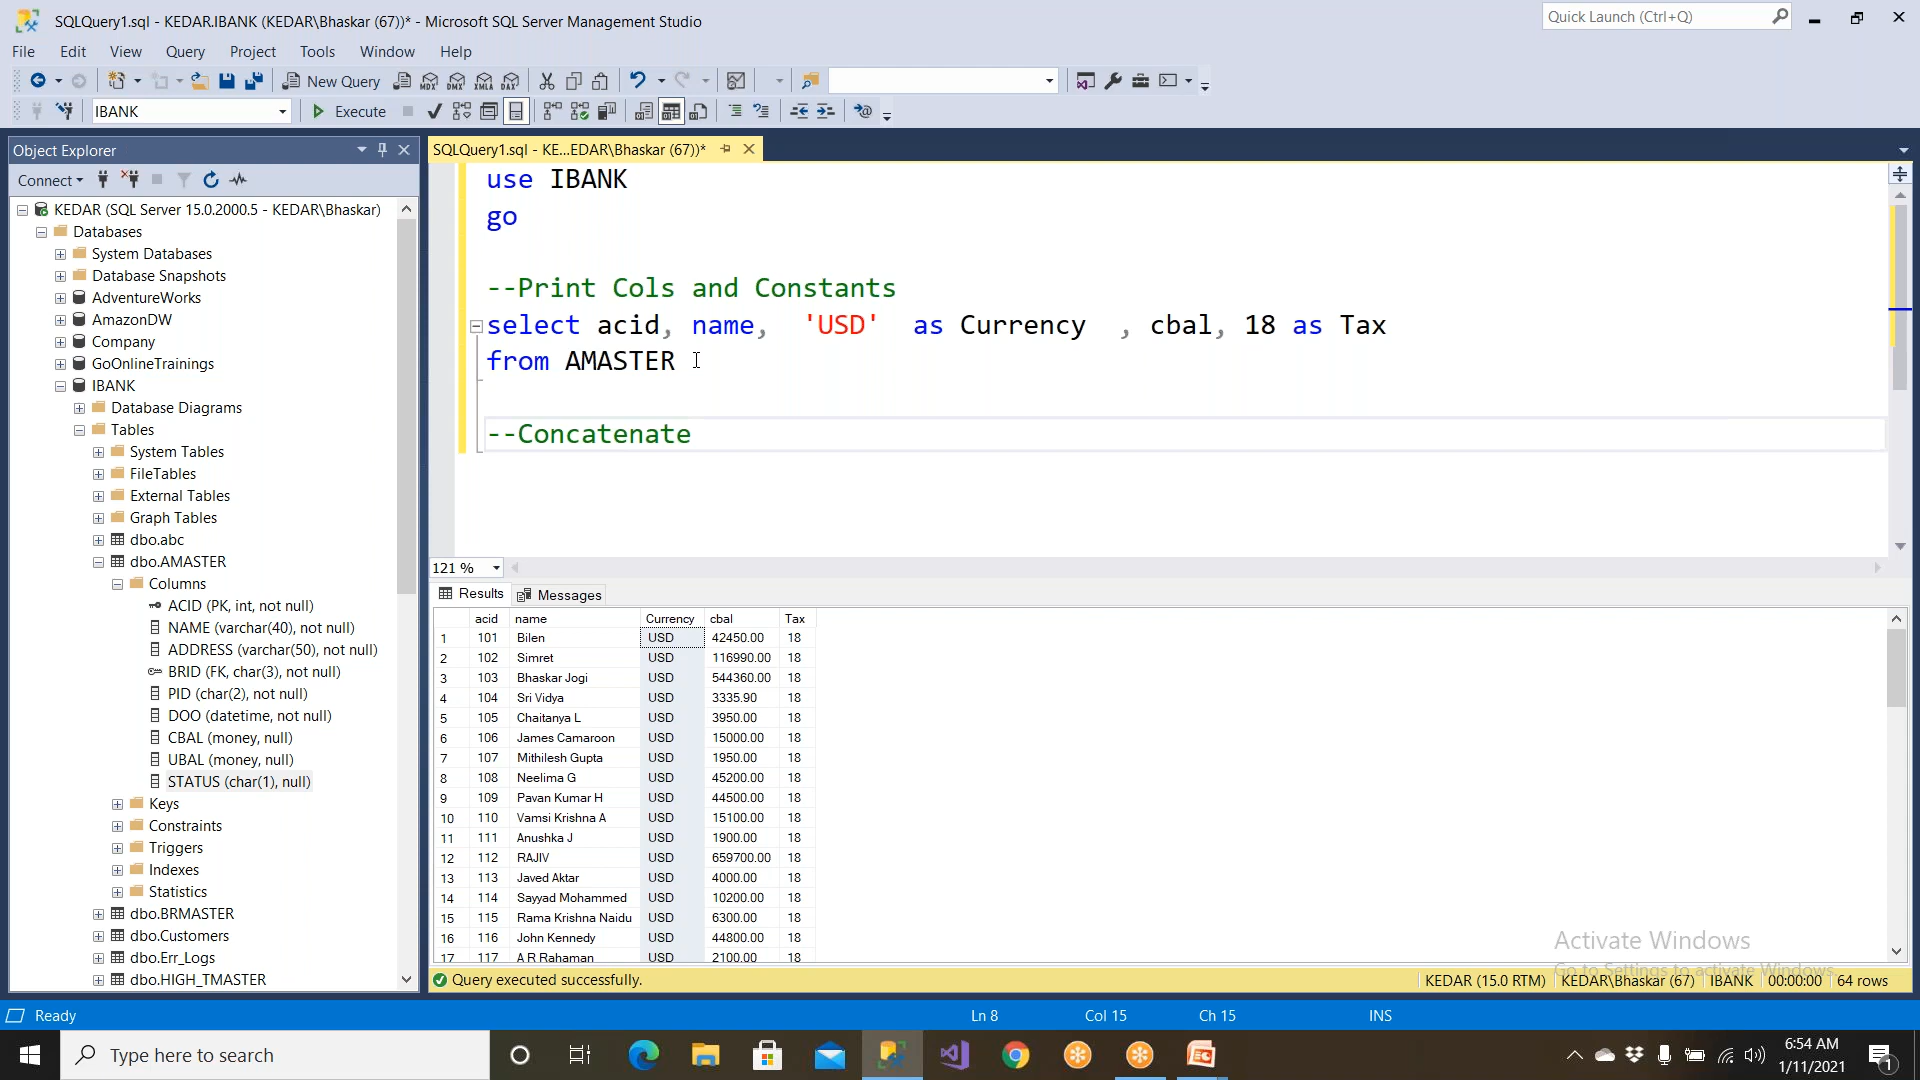 SQLQuery1.sql - KEDAR.IBANK (KEDAR\Bhaskar (67))* - Microsoft SQL Server Management Studio
Quick Launch (Ctrl+Q)
File Edit View Query Project Tools Window Help
New Query
MDX DMX XMLA DAX
IBANK
Execute
Object Explorer
SQLQuery1.sql - KE...EDAR\Bhaskar (67))*
Connect
KEDAR (SQL Server 15.0.2000.5 - KEDAR\Bhaskar)
Databases
System Databases
Database Snapshots
AdventureWorks
AmazonDW
Company
GoOnlineTrainings
IBANK
Database Diagrams
Tables
System Tables
FileTables
External Tables
Graph Tables
dbo.abc
dbo.AMASTER
Columns
ACID (PK, int, not null)
NAME (varchar(40), not null)
ADDRESS (varchar(50), not null)
BRID (FK, char(3), not null)
PID (char(2), not null)
DOO (datetime, not null)
CBAL (money, null)
UBAL (money, null)
STATUS (char(1), null)
Keys
Constraints
Triggers
Indexes
Statistics
dbo.BRMASTER
dbo.Customers
dbo.Err_Logs
dbo.HIGH_TMASTER
use IBANK
go
--Print Cols and Constants
select acid, name, 'USD' as Currency , cbal, 18 as Tax
from AMASTER
--Concatenate
121 %
Results Messages
acid name Currency cbal Tax
1 101 Bilen USD 42450.00 18
2 102 Simret USD 116990.00 18
3 103 Bhaskar Jogi USD 544360.00 18
4 104 Sri Vidya USD 3335.90 18
5 105 Chaitanya L USD 3950.00 18
6 106 James Camaroon USD 15000.00 18
7 107 Mithilesh Gupta USD 1950.00 18
8 108 Neelima G USD 45200.00 18
9 109 Pavan Kumar H USD 44500.00 18
10 110 Vamsi Krishna A USD 15100.00 18
11 111 Anushka J USD 1900.00 18
12 112 RAJIV USD 659700.00 18
13 113 Javed Aktar USD 4000.00 18
14 114 Sayyad Mohammed USD 10200.00 18
15 115 Rama Krishna Naidu USD 6300.00 18
16 116 John Kennedy USD 44800.00 18
17 117 A R Rahaman USD 2100.00 18
Activate Windows
Go to Settings to activate Windows.
Query executed successfully.
KEDAR (15.0 RTM) KEDAR\Bhaskar (67) IBANK 00:00:00 64 rows
Ready
Ln 8 Col 15 Ch 15 INS
Type here to search
6:54 AM
1/11/2021
1